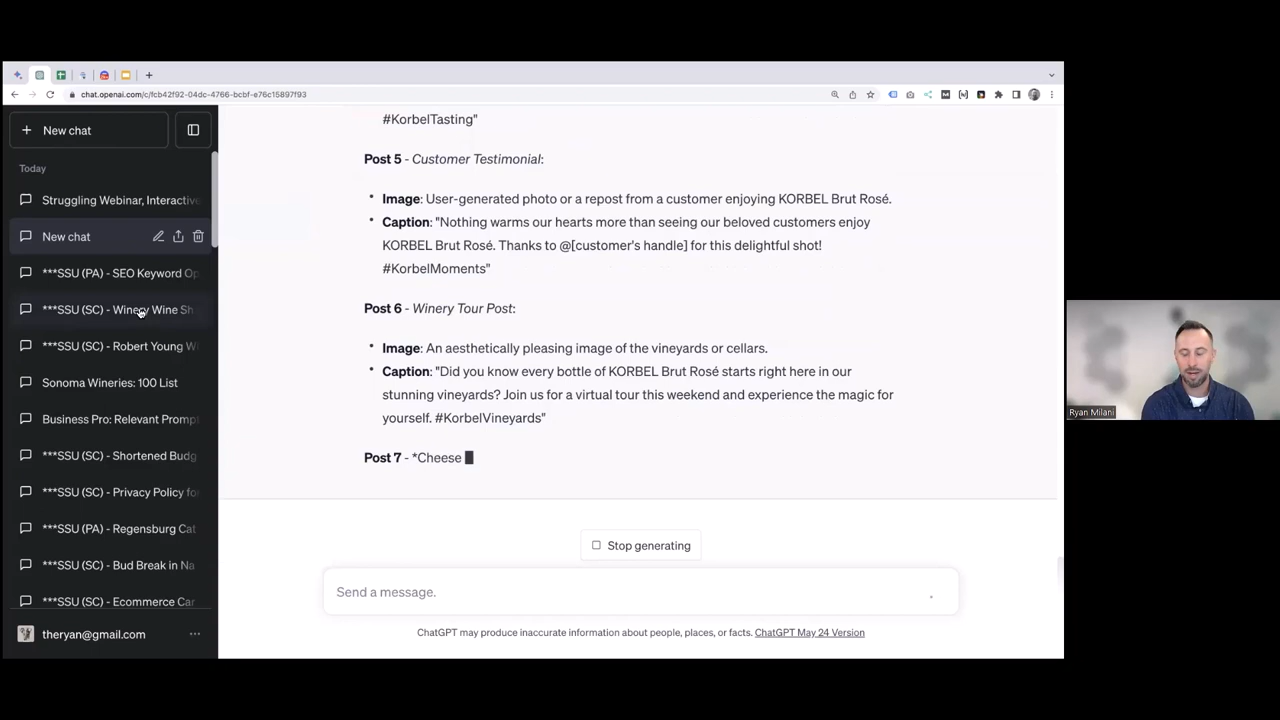 chat.openai.com/c/fcb42f92-04dc-4766-bcbf-e76c15897f93
New chat
Today
Struggling Webinar, Interactive
New chat
***SSU (PA) - SEO Keyword Op
***SSU (SC) - Winery Wine Sh
***SSU (SC) - Robert Young W
Sonoma Wineries: 100 List
Business Pro: Relevant Prompt
***SSU (SC) - Shortened Budg
***SSU (SC) - Privacy Policy fo
***SSU (PA) - Regensburg Cat
***SSU (SC) - Bud Break in Na
***SSU (SC) - Ecommerce Car
theryan@gmail.com
#KorbelTasting"
Post 5 - Customer Testimonial:
• Image: User-generated photo or a repost from a customer enjoying KORBEL Brut Rosé.
• Caption: "Nothing warms our hearts more than seeing our beloved customers enjoy
KORBEL Brut Rosé. Thanks to @[customer's handle] for this delightful shot!
#KorbelMoments"
Post 6 - Winery Tour Post:
• Image: An aesthetically pleasing image of the vineyards or cellars.
• Caption: "Did you know every bottle of KORBEL Brut Rosé starts right here in our
stunning vineyards? Join us for a virtual tour this weekend and experience the magic for
yourself. #KorbelVineyards"
Post 7 - *Cheese
Stop generating
Send a message.
ChatGPT may produce inaccurate information about people, places, or facts. ChatGPT May 24 Version
Ryan Milani